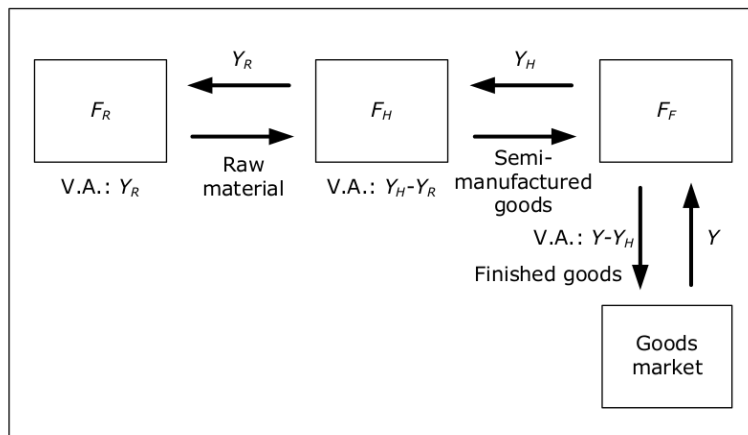 Y_R
Y_H
F_R
F_H
F_F
Raw
material
Semi-
manufactured
goods
V.A.: Y_R
V.A.: Y_H-Y_R
V.A.: Y-Y_H
Y
Finished goods
Goods
market